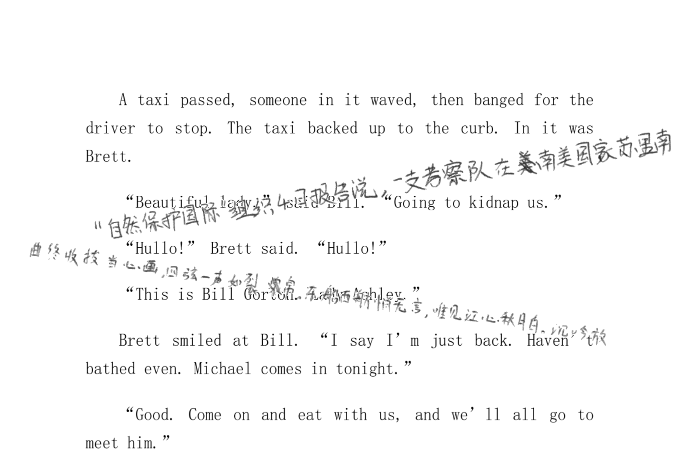 A taxi passed, someone in it waved, then banged for the
driver to stop. The taxi backed up to the curb. In it was
Brett.
“Beautiful lady,” said Bill. “Going to kidnap us.”
“自然保护国际组织4日报告说，一支考察队在南美国家苏里南
“Hullo!” Brett said. “Hullo!”
曲终收拨当心画，四弦一声如裂帛。东船西舫悄无言，唯见江心秋月白。沉吟放
“This is Bill Gorton. Lady Ashley.”
Brett smiled at Bill. “I say I’m just back. Haven’t
bathed even. Michael comes in tonight.”
“Good. Come on and eat with us, and we’ll all go to
meet him.”